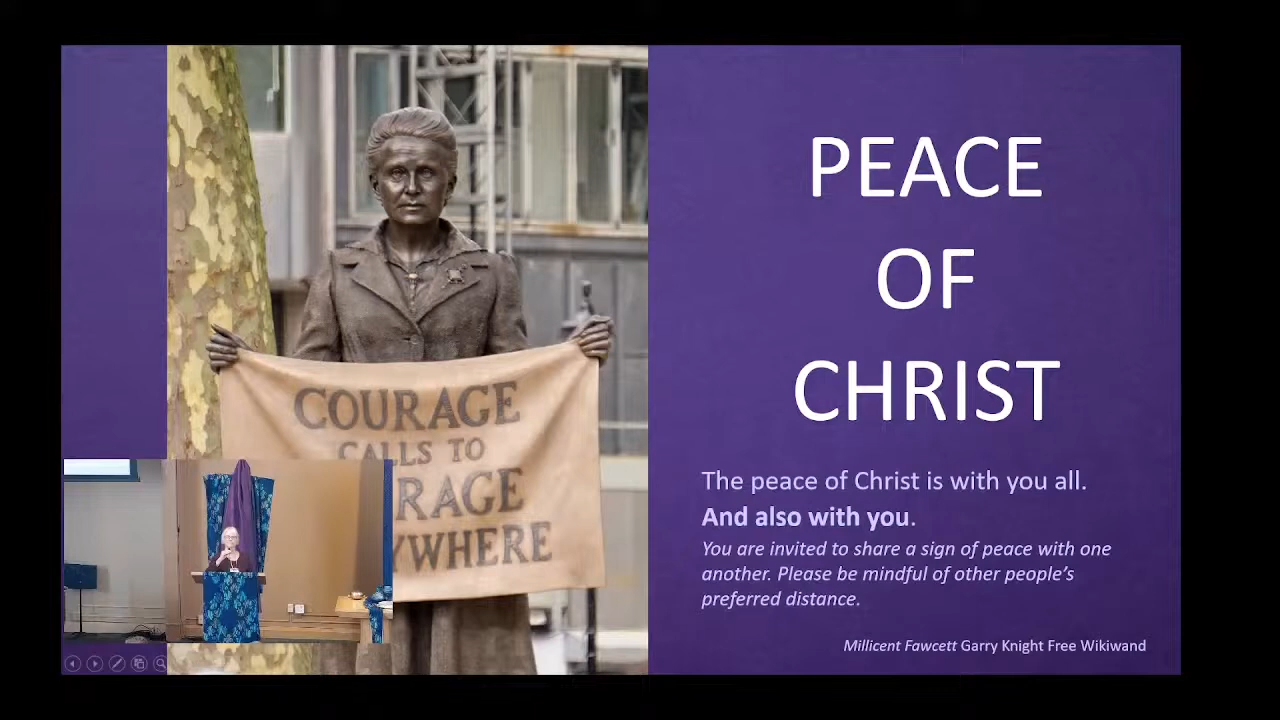 COURAGE
CALLS TO
RAGE
YWHERE
PEACE
OF
CHRIST
The peace of Christ is with you all.
And also with you.
You are invited to share a sign of peace with one
another. Please be mindful of other people's
preferred distance.
Millicent Fawcett Garry Knight Free Wikiwand